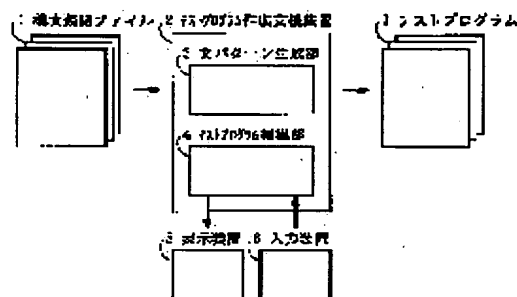 1 構文規則ファイル
2 テストプログラム作成支援装置
3 文パターン生成部
テストプログラム
4 テストプログラム編集部
5 表示装置
6 入力装置